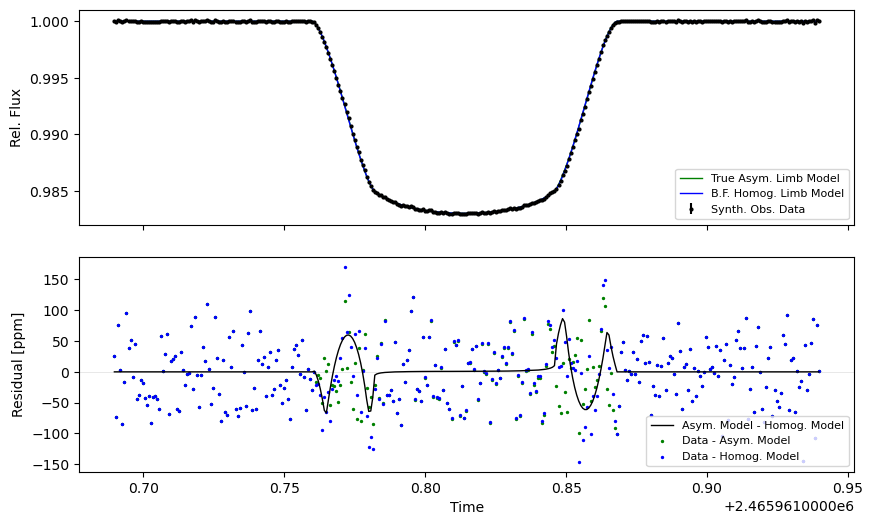 1.000
0.995
0.990
0.985
Rel. Flux
True Asym. Limb Model
B.F. Homog. Limb Model
Synth. Obs. Data
150
100
50
0
−50
−100
−150
Residual [ppm]
Asym. Model - Homog. Model
Data - Asym. Model
Data - Homog. Model
0.70
0.75
0.80
0.85
0.90
0.95
Time
+2.4659610000e6